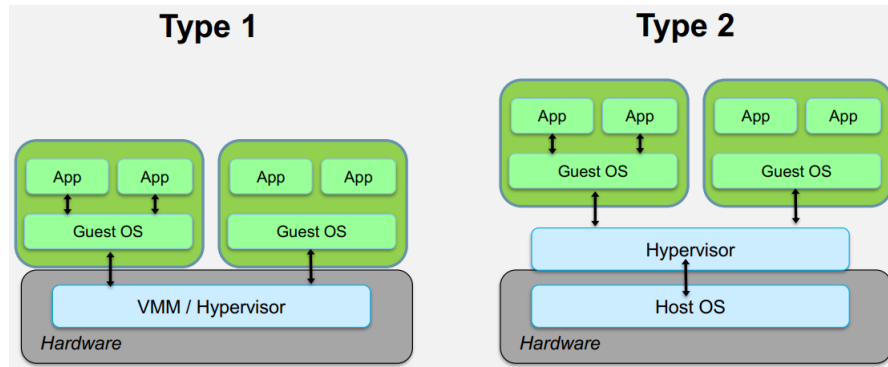 Type 1
App
App
Guest OS
App
App
Guest OS
VMM / Hypervisor
Hardware
Type 2
App
App
Guest OS
App
App
Guest OS
Hypervisor
Host OS
Hardware